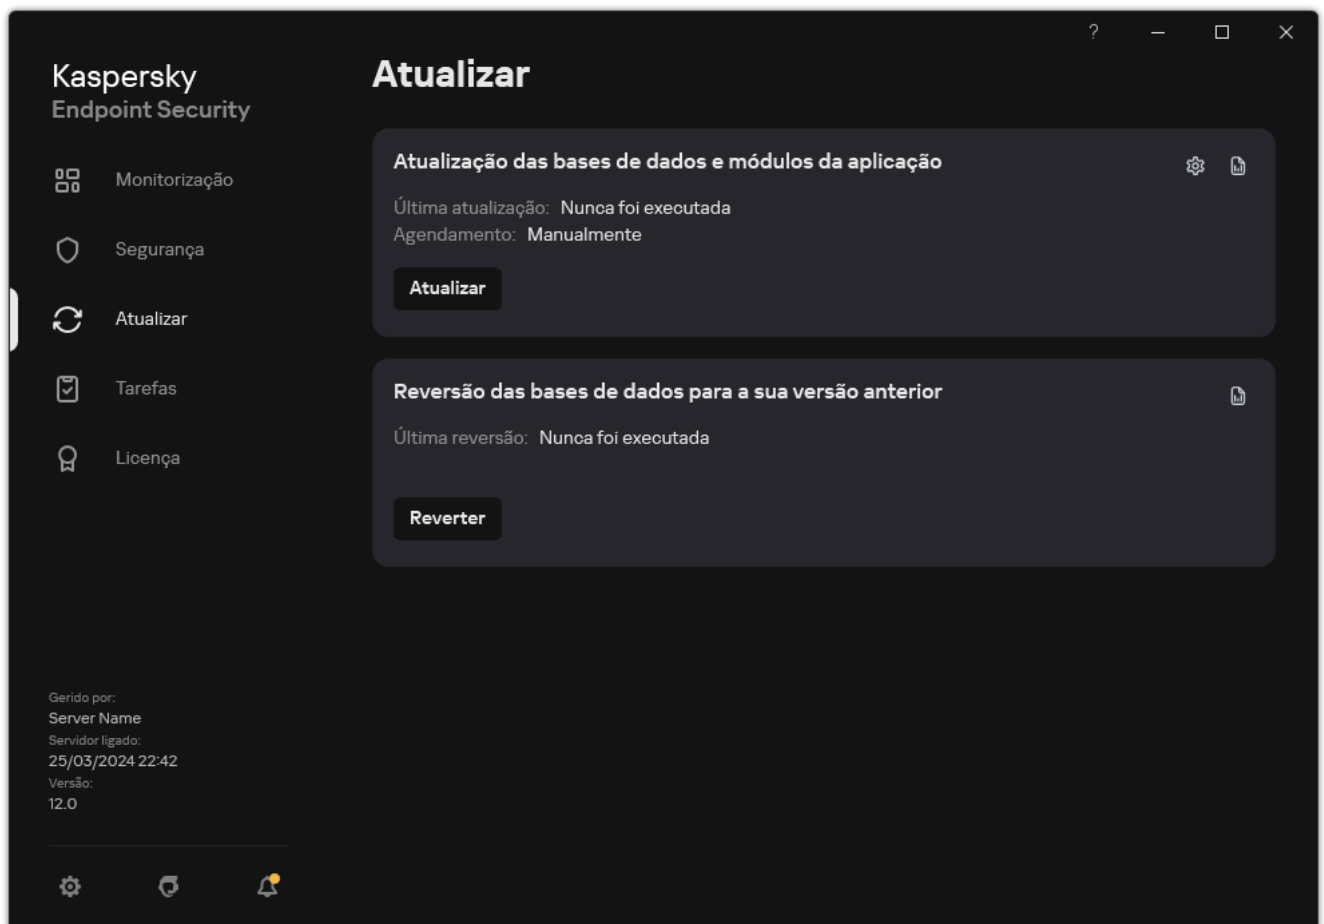 ?
Kaspersky
Endpoint Security
Monitorização
Segurança
Atualizar
Tarefas
Licença
Gerido por:
Server Name
Servidor ligado:
25/03/2024 22:42
Versão:
12.0
Atualizar
Atualização das bases de dados e módulos da aplicação
Última atualização: Nunca foi executada
Agendamento: Manualmente
Atualizar
Reversão das bases de dados para a sua versão anterior
Última reversão: Nunca foi executada
Reverter